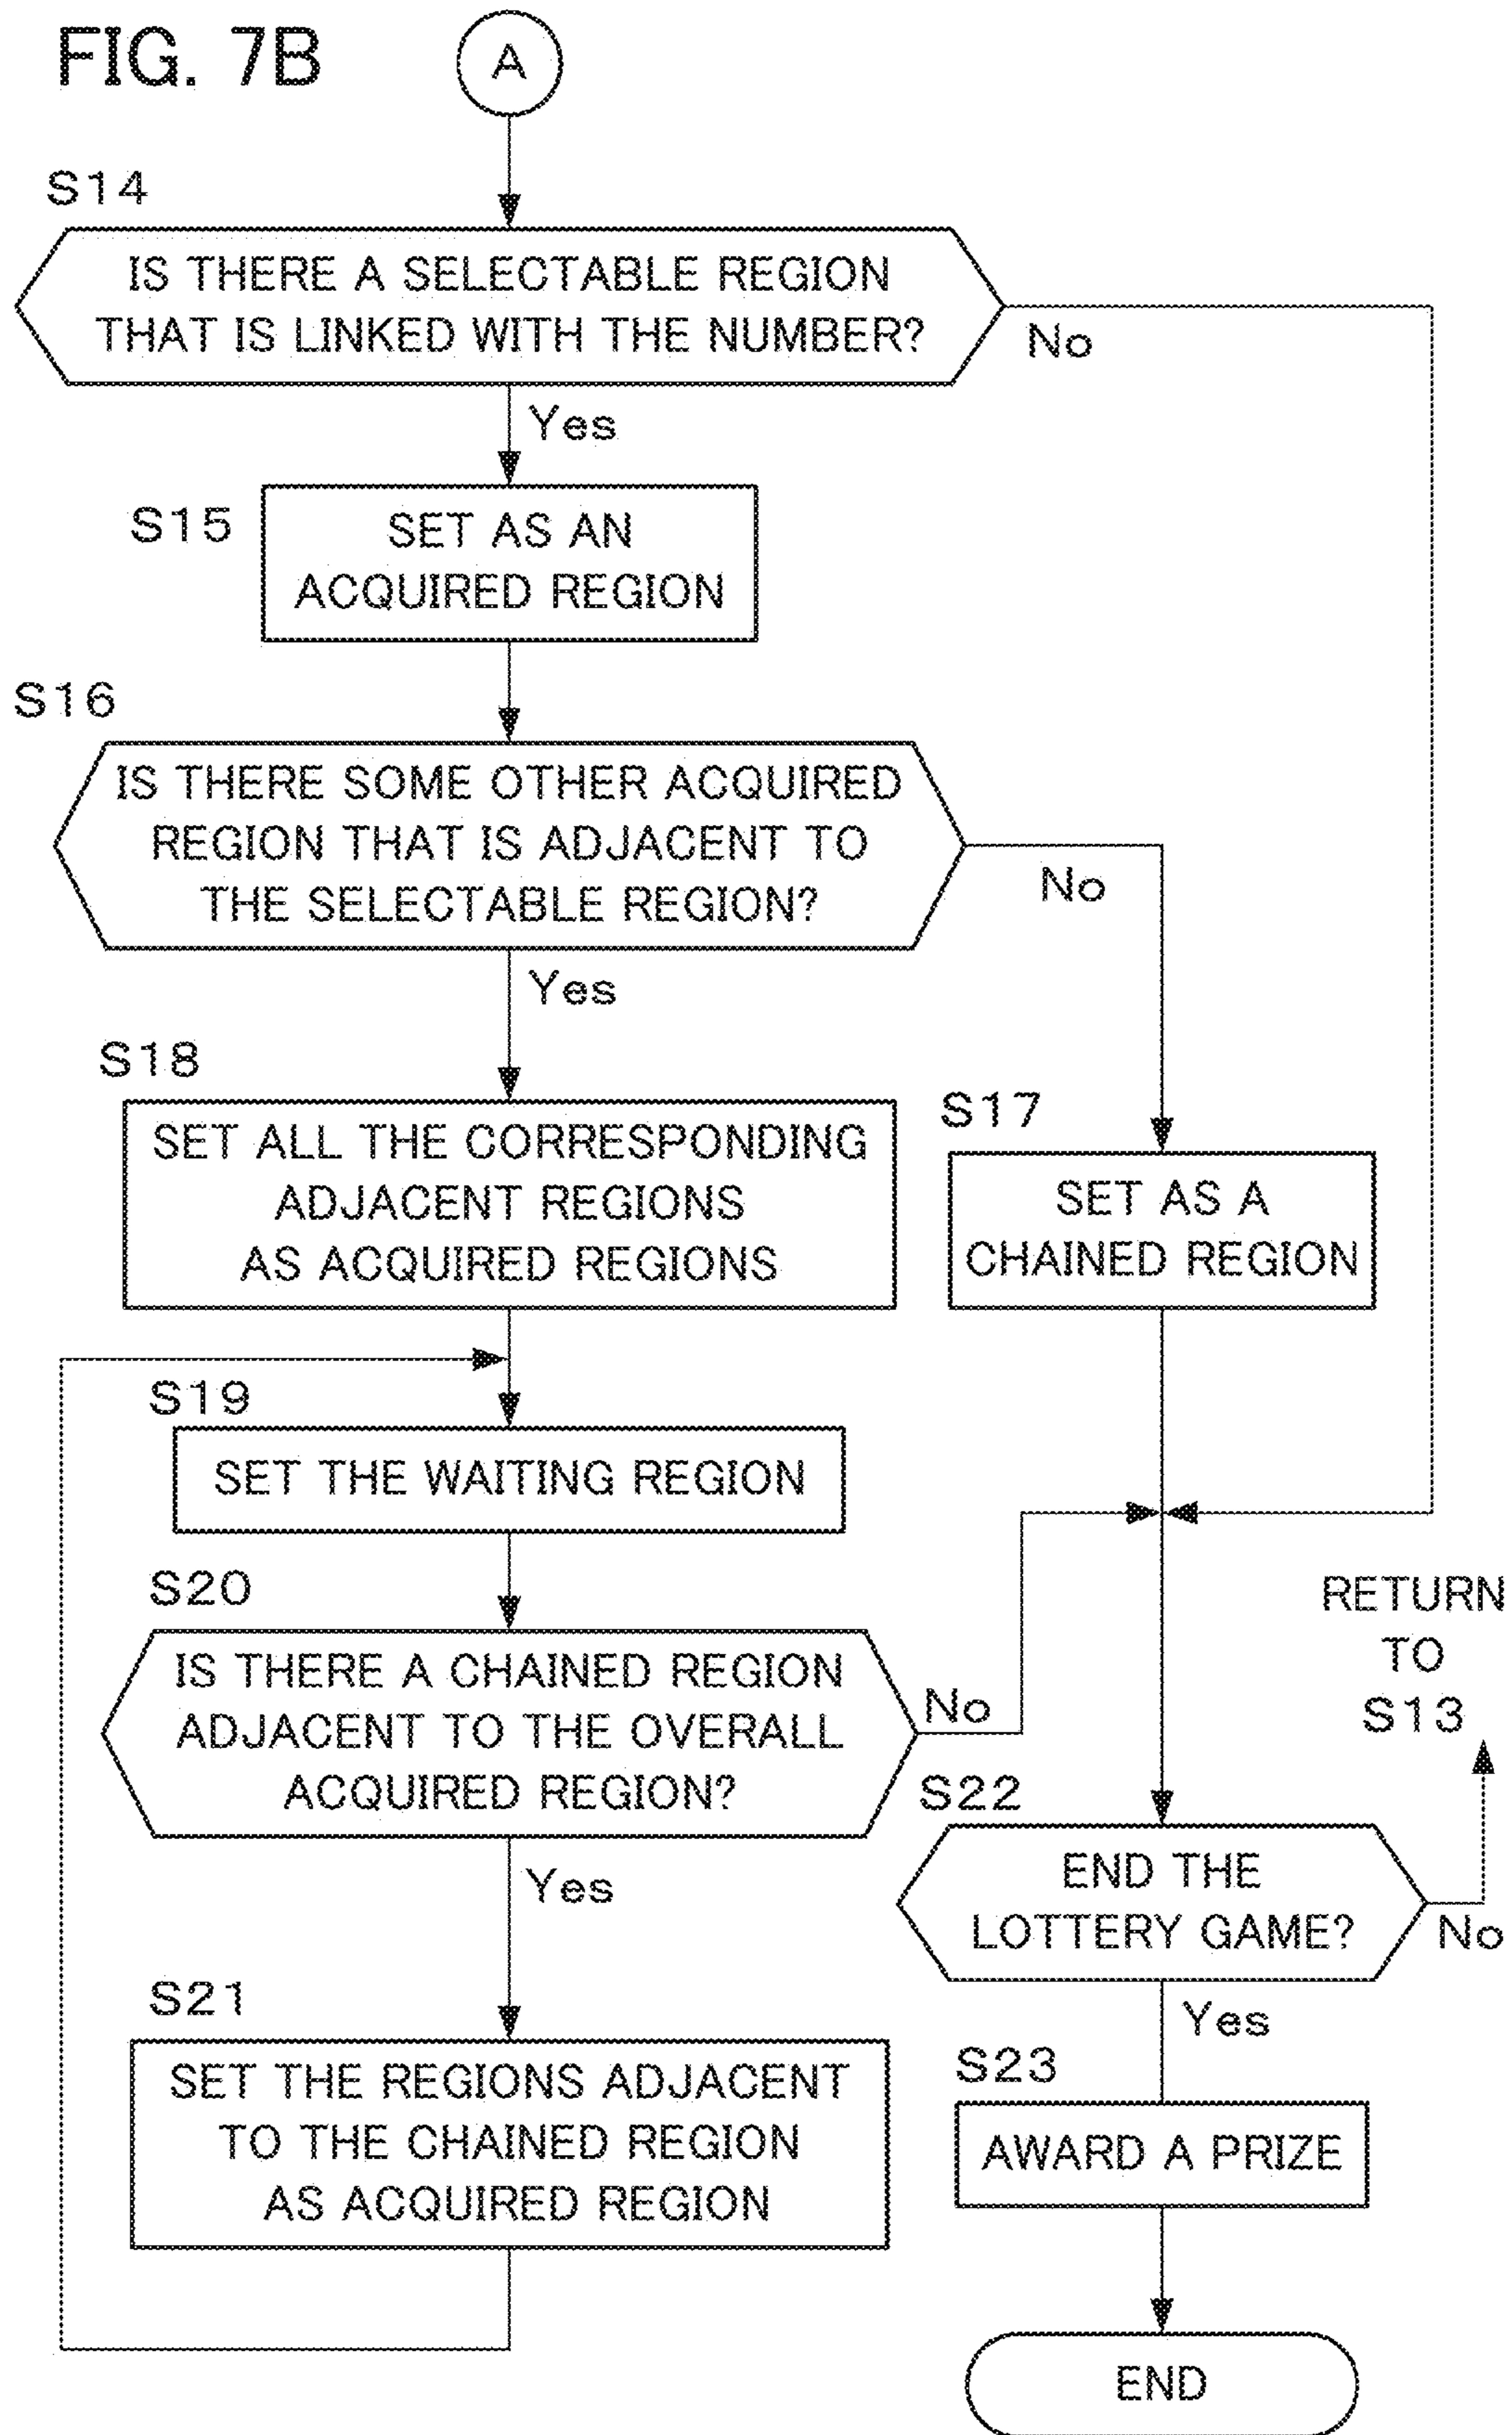 FIG. 7B
A
S14
IS THERE A SELECTABLE REGION
THAT IS LINKED WITH THE NUMBER?
No
Yes
S15
SET AS AN
ACQUIRED REGION
S16
IS THERE SOME OTHER ACQUIRED
REGION THAT IS ADJACENT TO
THE SELECTABLE REGION?
No
Yes
S18
SET ALL THE CORRESPONDING
ADJACENT REGIONS
AS ACQUIRED REGIONS
S17
SET AS A
CHAINED REGION
S19
SET THE WAITING REGION
S20
IS THERE A CHAINED REGION
ADJACENT TO THE OVERALL
ACQUIRED REGION?
No
Yes
RETURN
TO
S13
S22
END THE
LOTTERY GAME?
No
Yes
S21
SET THE REGIONS ADJACENT
TO THE CHAINED REGION
AS ACQUIRED REGION
S23
AWARD A PRIZE
END